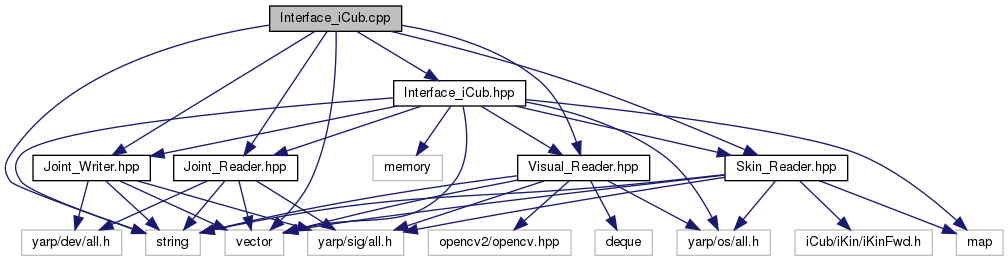 Interface_iCub.cpp
Interface_iCub.hpp
Joint_Writer.hpp
Joint_Reader.hpp
memory
Visual_Reader.hpp
Skin_Reader.hpp
yarp/dev/all.h
string
vector
yarp/sig/all.h
opencv2/opencv.hpp
deque
yarp/os/all.h
iCub/iKin/iKinFwd.h
map